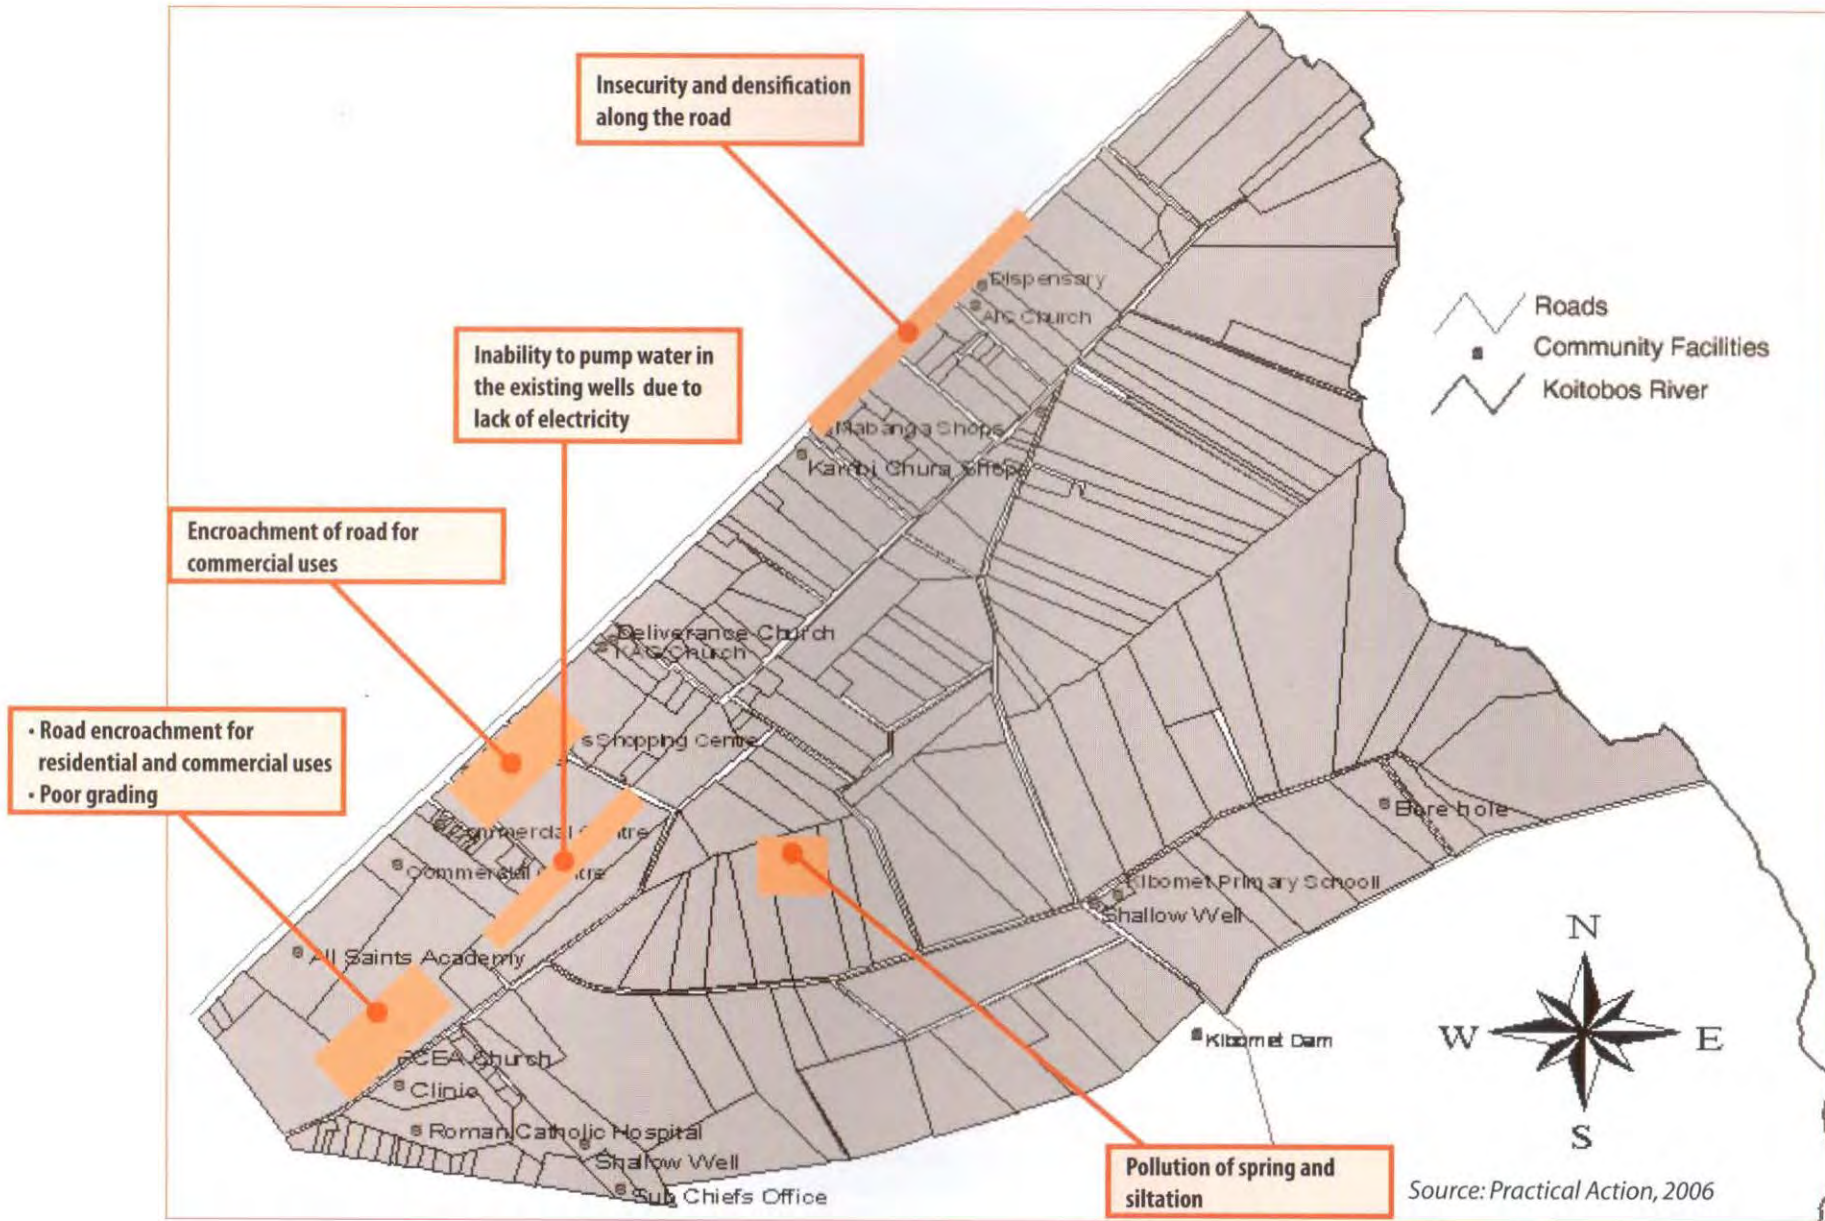 Insecurity and densification
along the road
Inability to pump water in
the existing wells due to
lack of electricity
Encroachment of road for
commercial uses
• Road encroachment for
residential and commercial uses
• Poor grading
Pollution of spring and
siltation
Roads
Community Facilities
Koitobos River
Dispensary
AIC Church
Mabanga Shops
Kambi Chura Shops
Deliverance Church
KAG Church
s Shopping Centre
Commercial Centre
Commercial
All Saints Academy
PCEA Church
Clinic
Roman Catholic Hospital
Shallow Well
Sub Chiefs Office
Bore hole
Kibomet Primary Schooll
Shallow Well
Kibomet Dam
N
W
E
S
Source: Practical Action, 2006